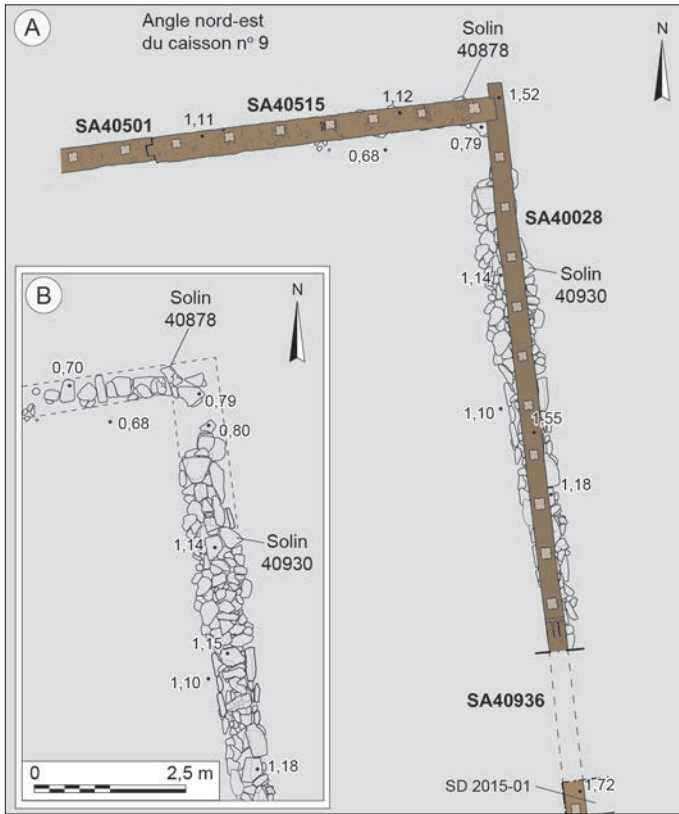 A
Angle nord-est
du caisson nº 9
Solin
40878
N
SA40501
1,11
SA40515
1,12
1,52
0,68
0,79
SA40028
1,14
Solin
40930
1,10
1,55
1,18
SA40936
SD 2015-01
1,72
B
Solin
40878
N
0,70
0,79
0,68
0,80
Solin
40930
1,14
1,15
1,10
1,18
0
2,5 m